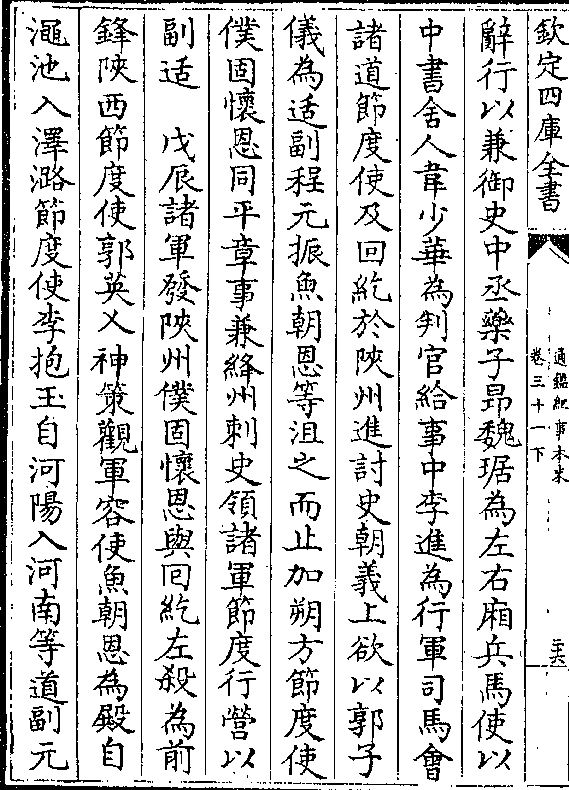 欽定四庫全書
通鑑紀事本末
卷三十一下
二六
辭行以兼御史中丞藥子昻魏琚為左右廂兵馬使以
中書舍人韋少華為判官給事中李進為行軍司馬會
諸道節度使及回紇於陜州進討史朝義上欲以郭子
儀為适副程元振魚朝恩等沮之而止加朔方節度使
僕固懷恩同平章事兼絳州刺史領諸軍節度行營以
副适　戊辰諸軍發陜州僕固懷恩與回紇左殺為前
鋒陜西節度使郭英乂神策觀軍容使魚朝恩為殿自
澠池入澤潞節度使李抱玉自河陽入河南等道副元